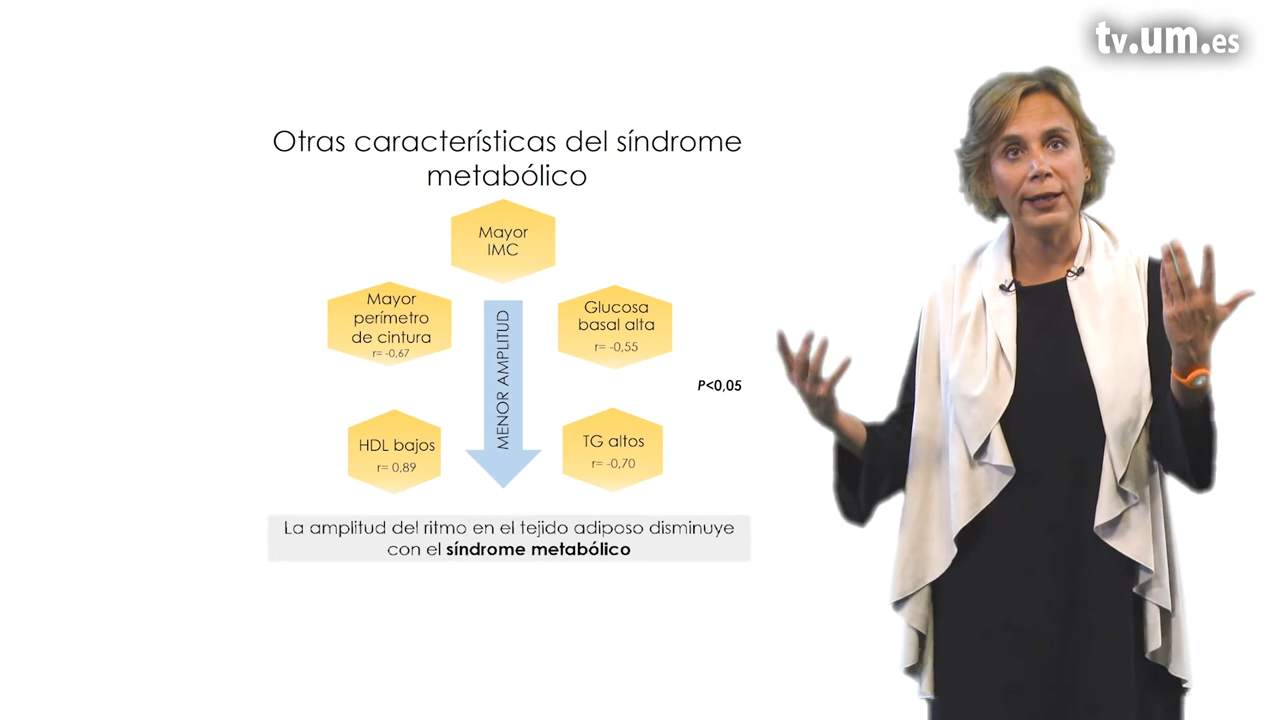 tv.um.es
Otras características del síndrome
metabólico
Mayor
IMC
Mayor
perímetro
de cintura
r= -0,67
Glucosa
basal alta
r= -0,55
MENOR AMPLITUD
P<0,05
HDL bajos
r= 0,89
TG altos
r= -0,70
La amplitud del ritmo en el tejido adiposo disminuye
con el síndrome metabólico